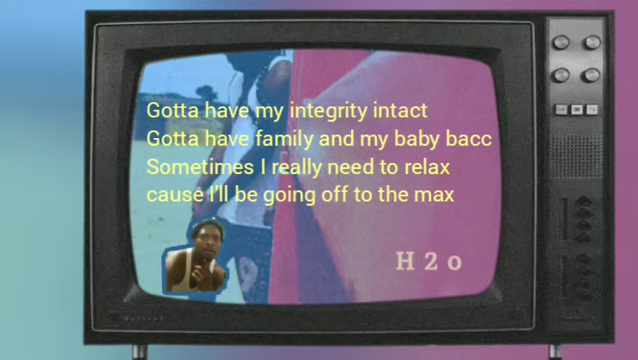 Gotta have my integrity intact
Gotta have family and my baby bacc
Sometimes I really need to relax
cause I'll be going off to the max
H 2 o